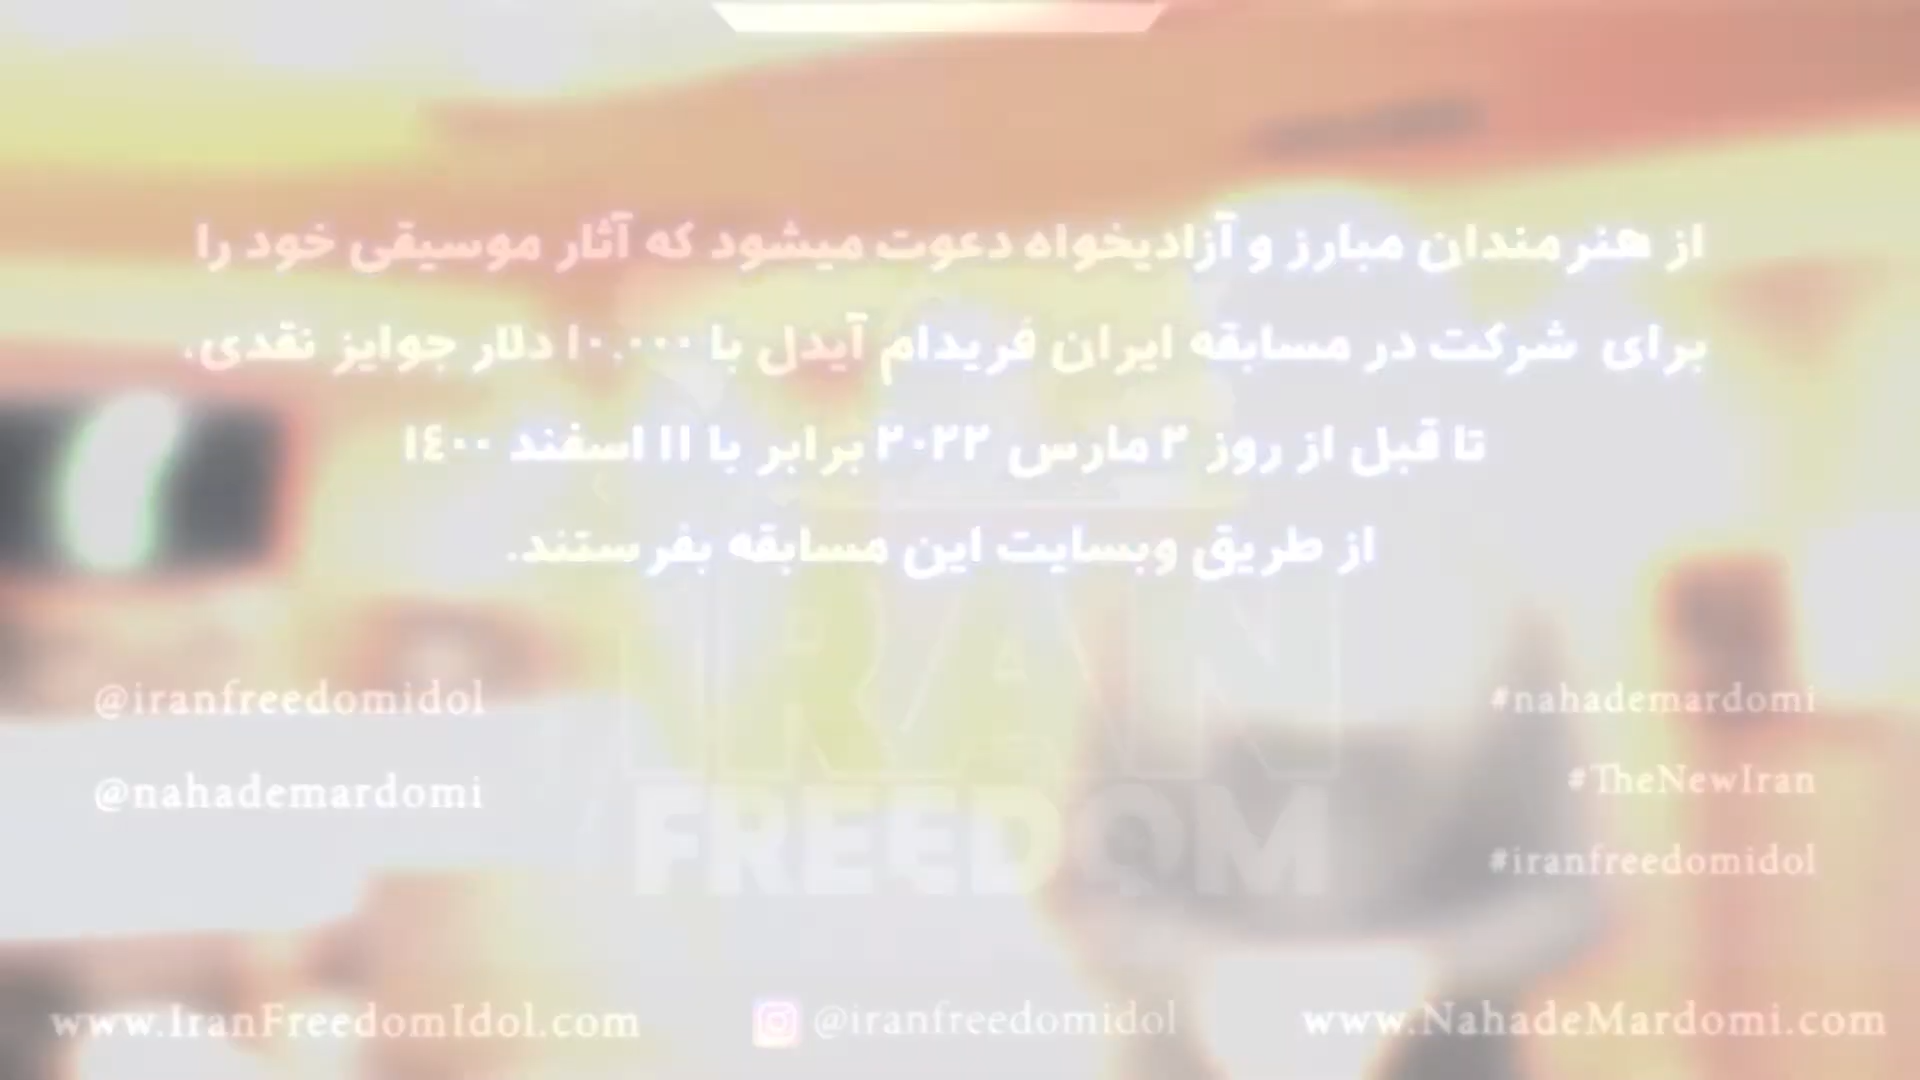 از هنرمندان مبارز و آزادیخواه دعوت میشود که آثار موسیقی خود را
برای شرکت در مسابقه ایران فریدام آیدل با ۱۰,۰۰۰ دلار جوایز نقدی،
تا قبل از روز ۲ مارس ۲۰۲۲ برابر با ۱۱ اسفند ۱٤۰۰
از طریق وبسایت این مسابقه بفرستند.
IRAN
FREEDOM
@iranfreedomidol
@nahademardomi
#nahademardomi
#TheNewIran
#iranfreedomidol
www.IranFreedomIdol.com
@iranfreedomidol
www.NahadeMardomi.com